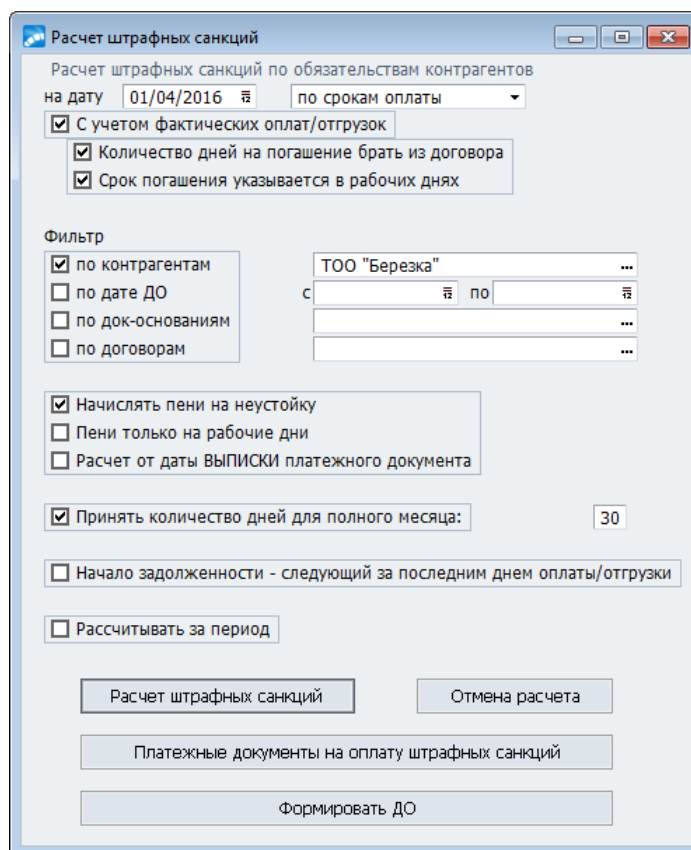 Расчет штрафных санкций
Расчет штрафных санкций по обязательствам контрагентов
на дату 01/04/2016 12 по срокам оплаты
С учетом фактических оплат/отгрузок
Количество дней на погашение брать из договора
Срок погашения указывается в рабочих днях
Фильтр
по контрагентам ТОО "Березка" ...
по дате ДО с 12 по 12
по док-основаниям ...
по договорам ...
Начислять пени на неустойку
Пени только на рабочие дни
Расчет от даты ВЫПИСКИ платежного документа
Принять количество дней для полного месяца: 30
Начало задолженности - следующий за последним днем оплаты/отгрузки
Рассчитывать за период
Расчет штрафных санкций Отмена расчета
Платежные документы на оплату штрафных санкций
Формировать ДО